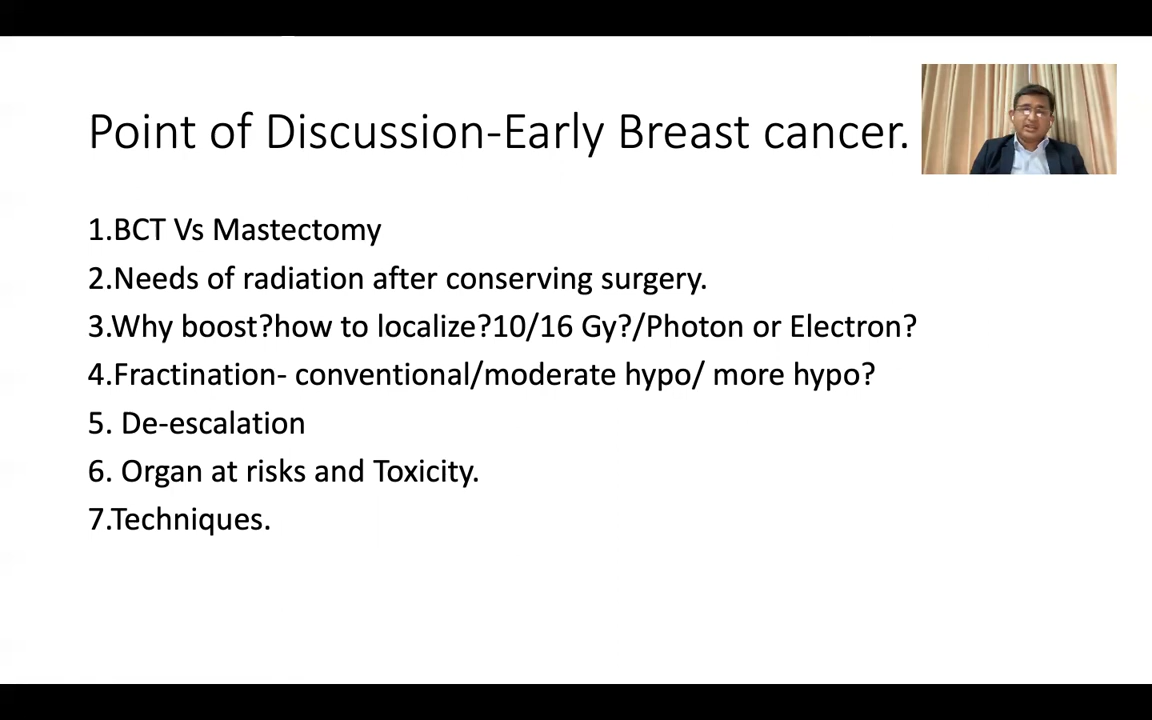 Point of Discussion-Early Breast cancer.
1.BCT Vs Mastectomy
2.Needs of radiation after conserving surgery.
3.Why boost?how to localize?10/16 Gy?/Photon or Electron?
4.Fractination- conventional/moderate hypo/ more hypo?
5. De-escalation
6. Organ at risks and Toxicity.
7.Techniques.